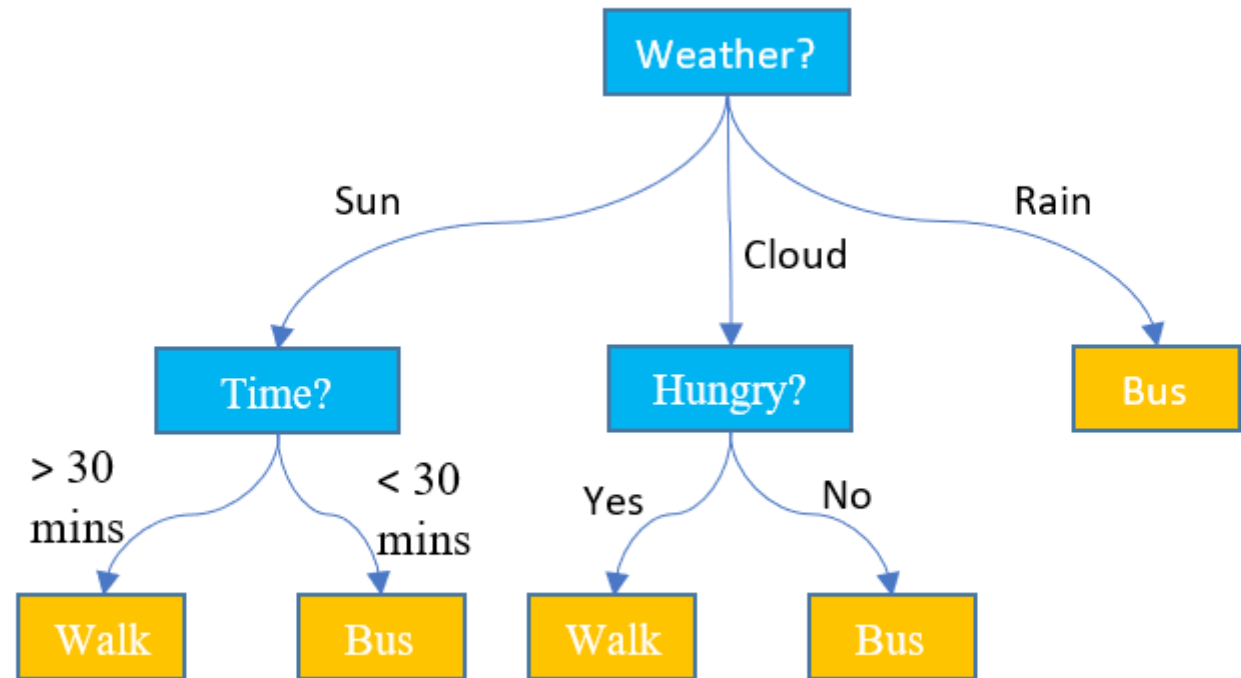 Weather?
Sun
Rain
Cloud
Time?
Hungry?
Bus
> 30
mins
< 30
mins
Yes
No
Walk
Bus
Walk
Bus